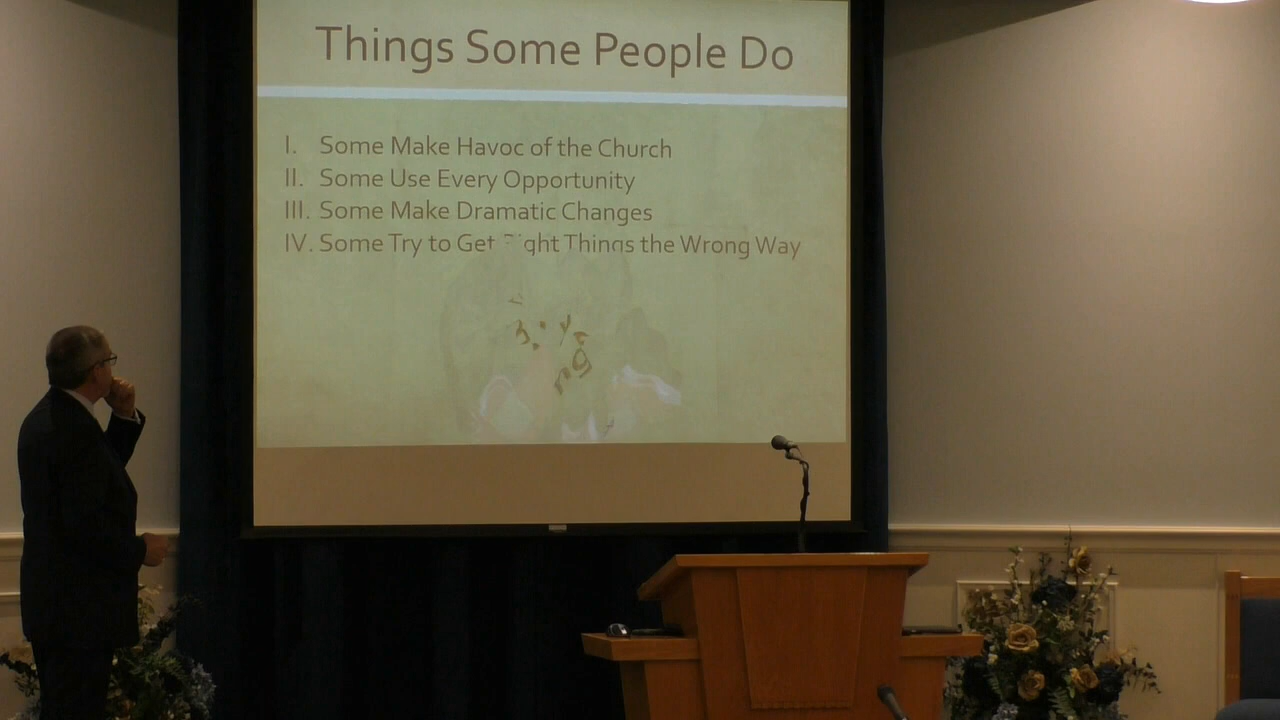 Things Some People Do
I. Some Make Havoc of the Church
II. Some Use Every Opportunity
III. Some Make Dramatic Changes
IV. Some Try to Get Right Things the Wrong Way